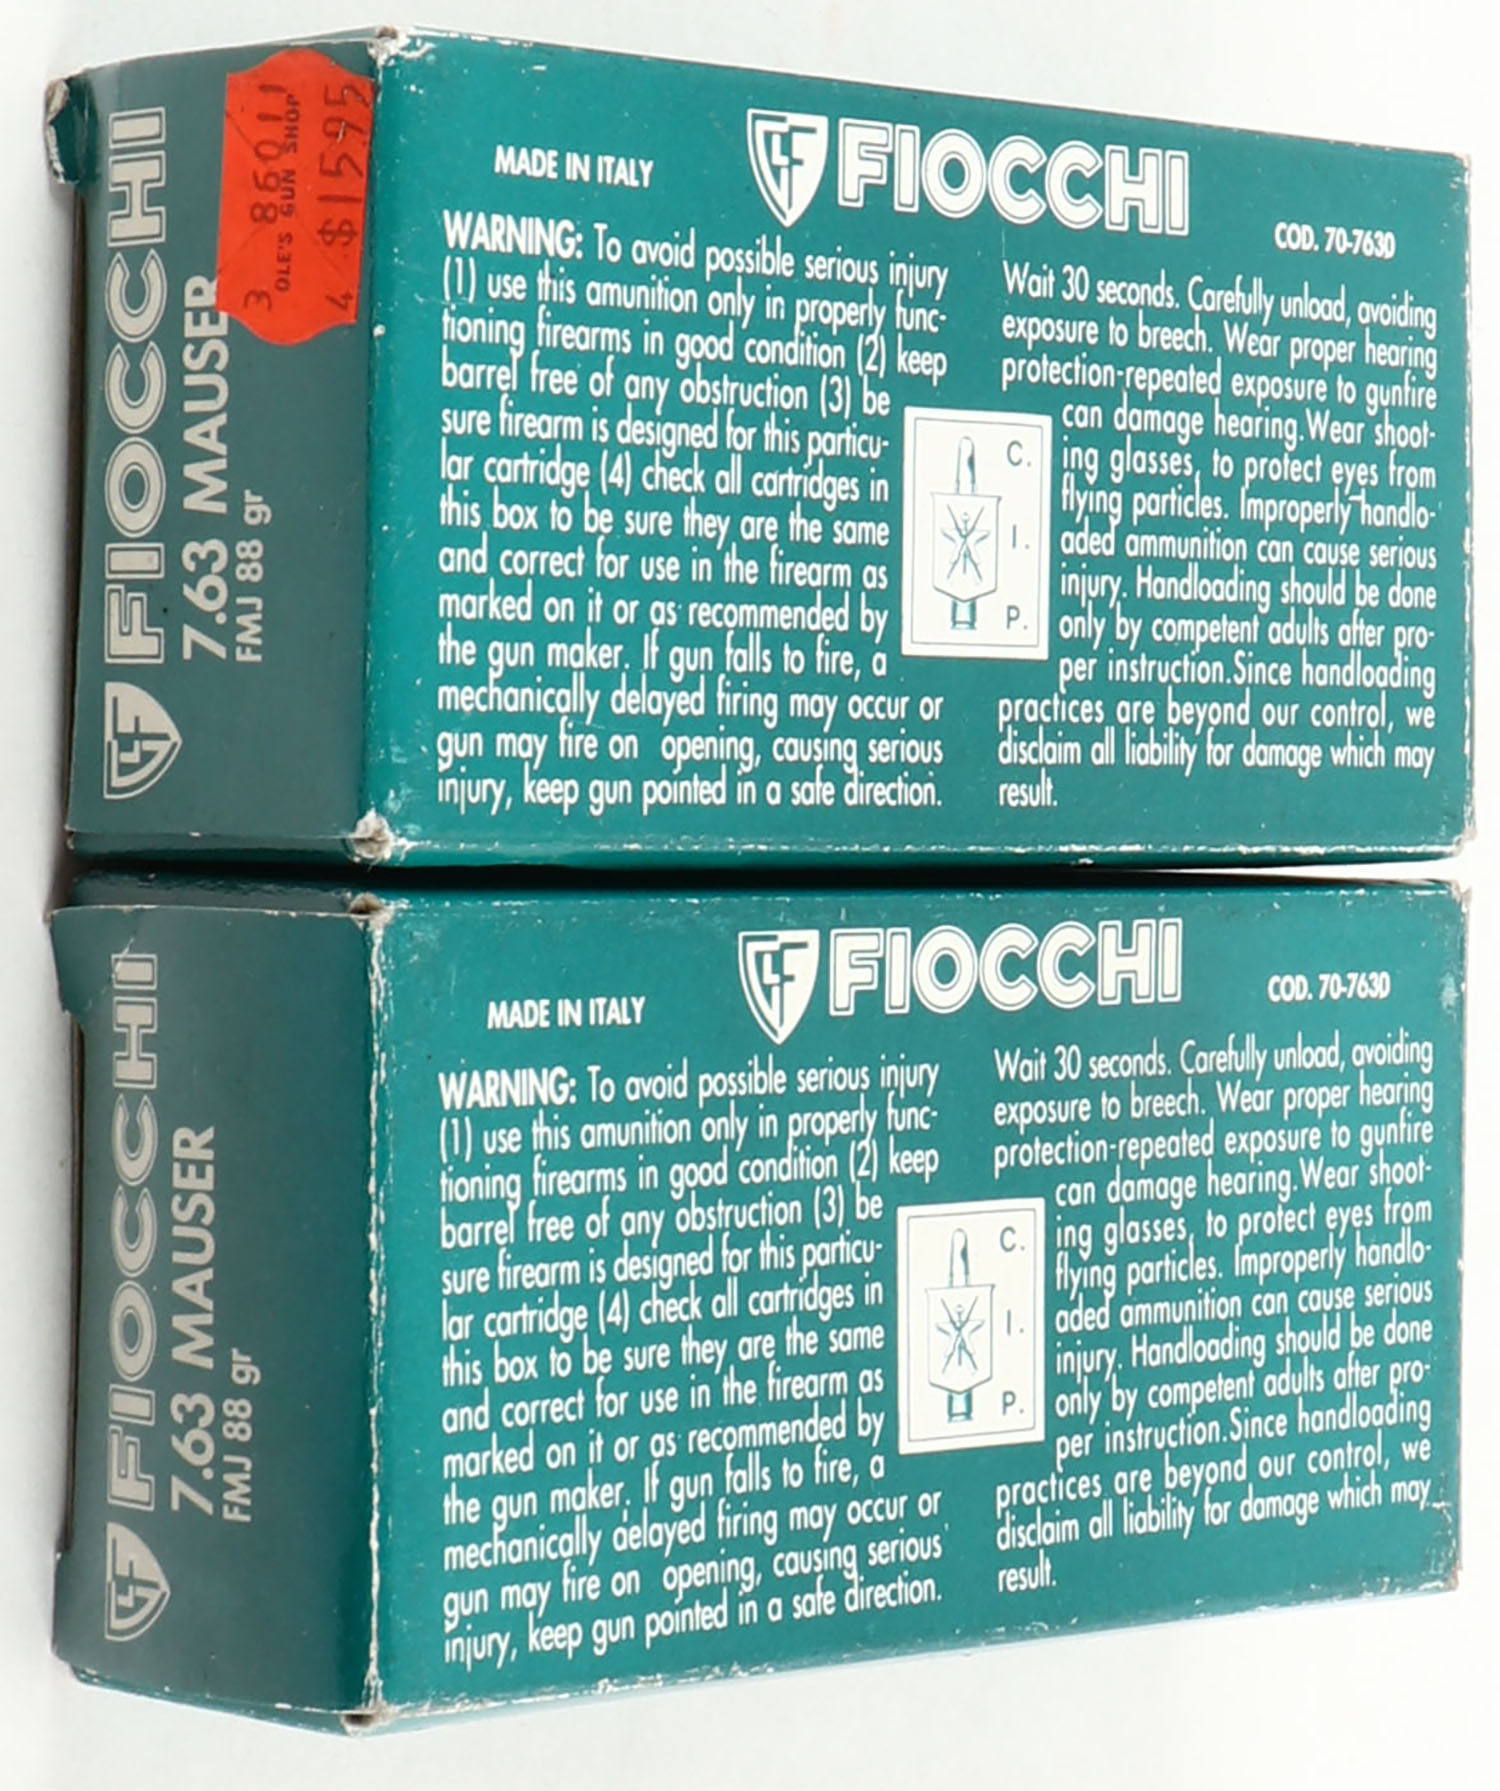 FIOCCHI
7.63 MAUSER
FMJ 88 gr
3 86011
OLE'S GUN SHOP
4 $15.95
MADE IN ITALY
FIOCCHI
COD. 70-7630
WARNING: To avoid possible serious injury
(1) use this amunition only in properly func-
tioning firearms in good condition (2) keep
barrel free of any obstruction (3) be
sure firearm is designed for this particu-
lar cartridge (4) check all cartridges in
this box to be sure they are the same
and correct for use in the firearm as
marked on it or as recommended by
the gun maker. If gun falls to fire, a
mechanically delayed firing may occur or
gun may fire on opening, causing serious
injury, keep gun pointed in a safe direction.
C.
I.
P.
Wait 30 seconds. Carefully unload, avoiding
exposure to breech. Wear proper hearing
protection-repeated exposure to gunfire
can damage hearing.Wear shoot-
ing glasses, to protect eyes from
flying particles. Improperly handlo-
aded ammunition can cause serious
injury. Handloading should be done
only by competent adults after pro-
per instruction.Since handloading
practices are beyond our control, we
disclaim all liability for damage which may
result.
FIOCCHI
7.63 MAUSER
FMJ 88 gr
MADE IN ITALY
FIOCCHI
COD. 70-7630
WARNING: To avoid possible serious injury
(1) use this amunition only in properly func-
tioning firearms in good condition (2) keep
barrel free of any obstruction (3) be
sure firearm is designed for this particu-
lar cartridge (4) check all cartridges in
this box to be sure they are the same
and correct for use in the firearm as
marked on it or as recommended by
the gun maker. If gun falls to fire, a
mechanically delayed firing may occur or
gun may fire on opening, causing serious
injury, keep gun pointed in a safe direction.
C.
I.
P.
Wait 30 seconds. Carefully unload, avoiding
exposure to breech. Wear proper hearing
protection-repeated exposure to gunfire
can damage hearing.Wear shoot-
ing glasses, to protect eyes from
flying particles. Improperly handlo-
aded ammunition can cause serious
injury. Handloading should be done
only by competent adults after pro-
per instruction.Since handloading
practices are beyond our control, we
disclaim all liability for damage which may
result.